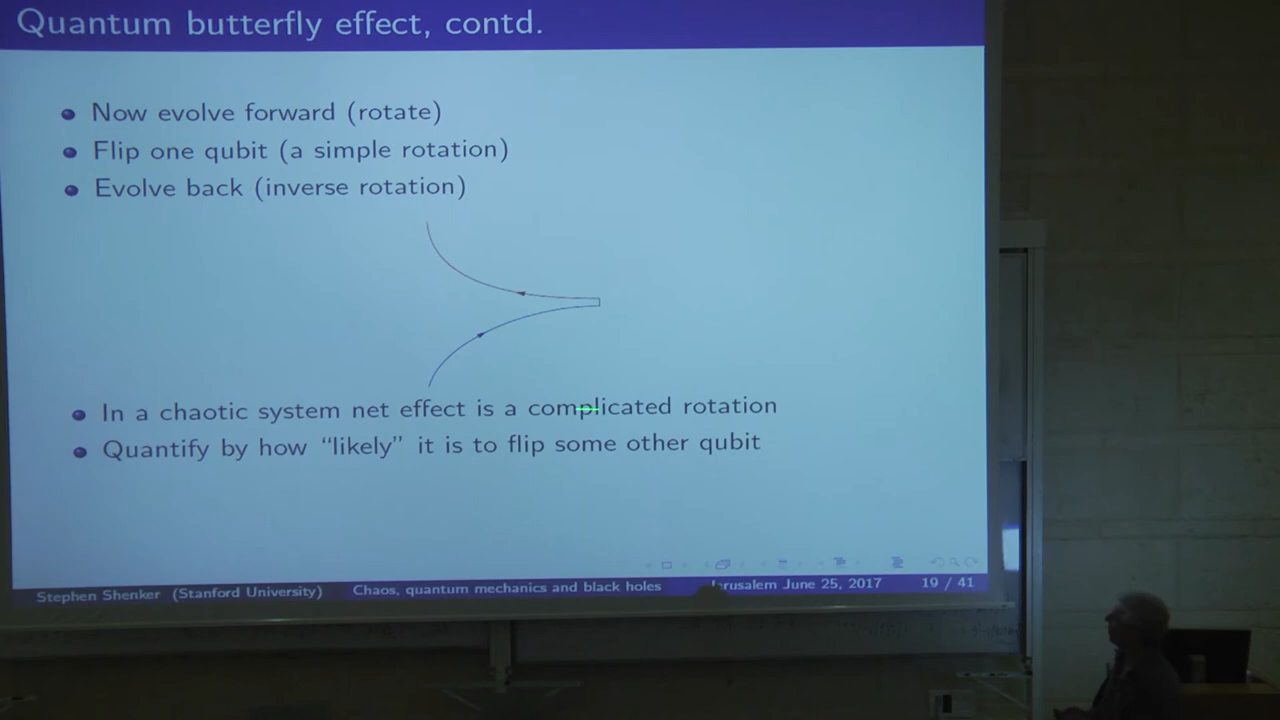 Quantum butterfly effect, contd.
Now evolve forward (rotate)
Flip one qubit (a simple rotation)
Evolve back (inverse rotation)
In a chaotic system net effect is a complicated rotation
Quantify by how “likely” it is to flip some other qubit
Stephen Shenker (Stanford University) Chaos, quantum mechanics and black holes Jerusalem June 25, 2017 19 / 41